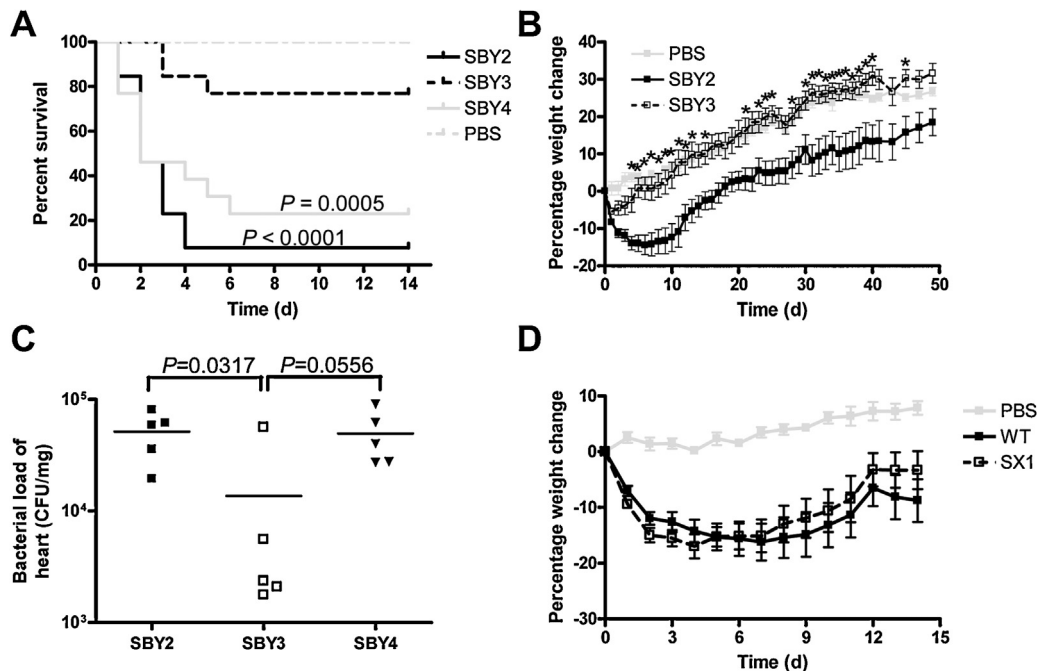 A
Percent survival
100
80
60
40
20
0
0 2 4 6 8 10 12 14
Time (d)
SBY2
SBY3
SBY4
PBS
P = 0.0005
P < 0.0001
B
Percentage weight change
40
30
20
10
0
-10
-20
0 10 20 30 40 50
Time (d)
PBS
SBY2
SBY3
* * * * * * * * * * * * * * * * * * * * * * * *
C
Bacterial load of
heart (CFU/mg)
10⁵
10⁴
10³
P=0.0317 P=0.0556
SBY2 SBY3 SBY4
D
Percentage weight change
10
0
-10
-20
-30
0 3 6 9 12 15
Time (d)
PBS
WT
SX1